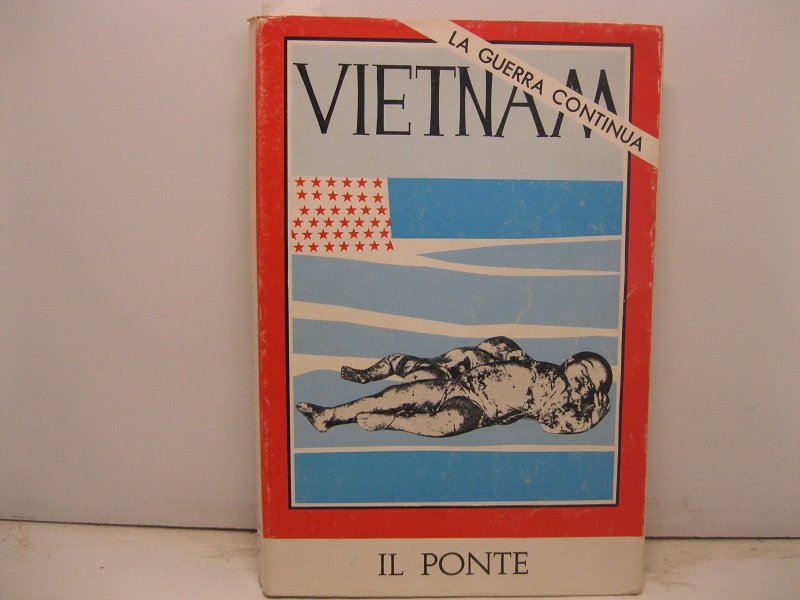 VIETNAM
LA GUERRA CONTINUA
IL PONTE